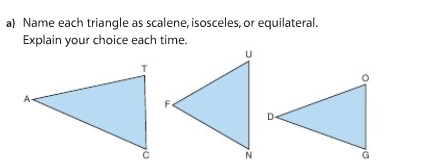 a) Name each triangle as scalene, isosceles, or equilateral.
Explain your choice each time.
U
T
O
A
F
D
C
N
G